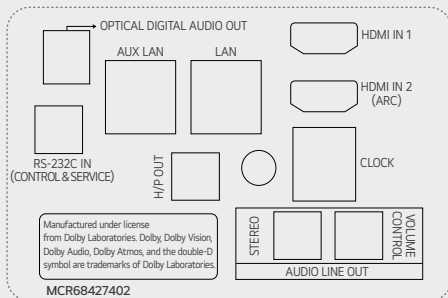 OPTICAL DIGITAL AUDIO OUT
AUX LAN
LAN
HDMI IN 1
HDMI IN 2
(ARC)
RS-232C IN
(CONTROL & SERVICE)
H/P OUT
CLOCK
STEREO
VOLUME
CONTROL
AUDIO LINE OUT
Manufactured under license
from Dolby Laboratories. Dolby, Dolby Vision,
Dolby Audio, Dolby Atmos, and the double-D
symbol are trademarks of Dolby Laboratories.
MCR68427402